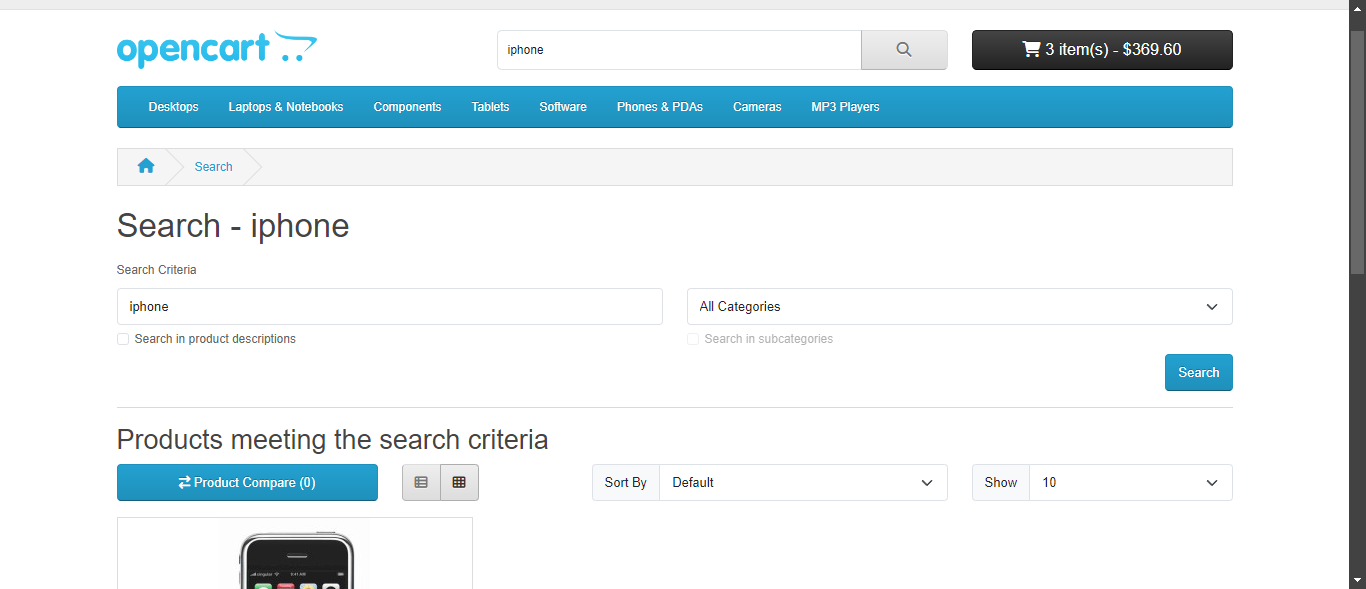 opencart
iphone
3 item(s) - $369.60
Desktops Laptops & Notebooks Components Tablets Software Phones & PDAs Cameras MP3 Players
Search
Search - iphone
Search Criteria
iphone
All Categories
Search in product descriptions
Search in subcategories
Search
Products meeting the search criteria
Product Compare (0)
Sort By Default
Show 10